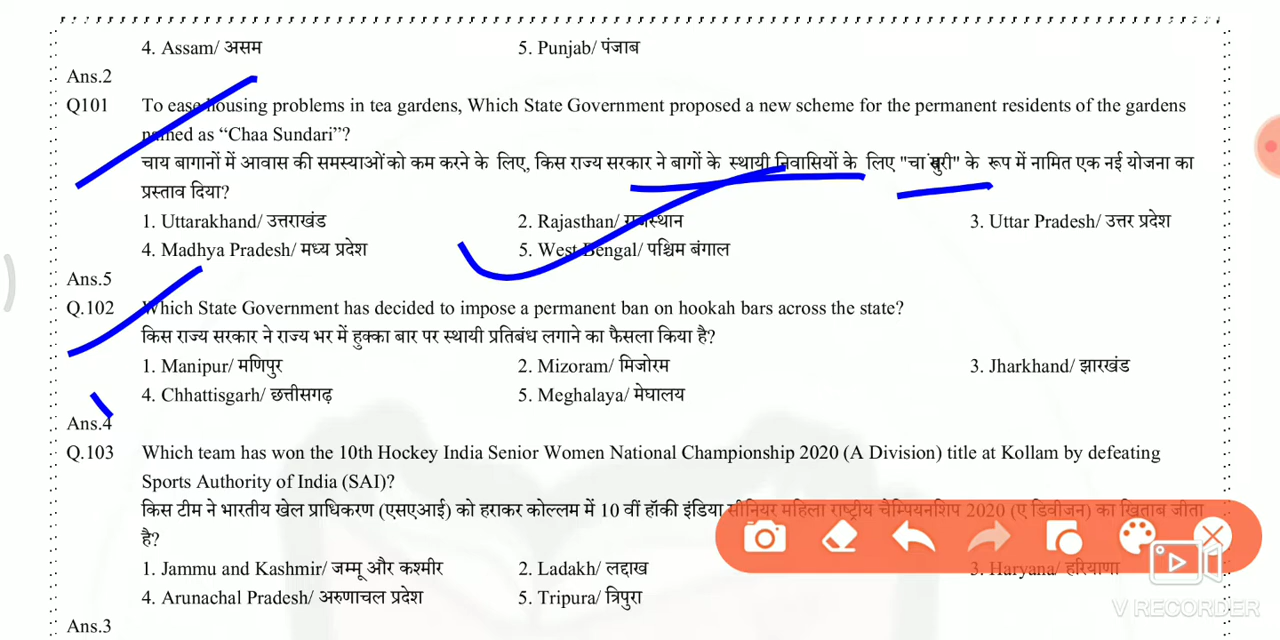 4. Assam/ असम 5. Punjab/ पंजाब
Ans.2
Q101 To ease housing problems in tea gardens, Which State Government proposed a new scheme for the permanent residents of the gardens
named as “Chaa Sundari”?
चाय बागानों में आवास की समस्याओं को कम करने के लिए, किस राज्य सरकार ने बागों के स्थायी निवासियों के लिए "चा सुंदरी" के रूप में नामित एक नई योजना का
प्रस्ताव दिया?
1. Uttarakhand/ उत्तराखंड 2. Rajasthan/ राजस्थान 3. Uttar Pradesh/ उत्तर प्रदेश
4. Madhya Pradesh/ मध्य प्रदेश 5. West Bengal/ पश्चिम बंगाल
Ans.5
Q.102 Which State Government has decided to impose a permanent ban on hookah bars across the state?
किस राज्य सरकार ने राज्य भर में हुक्का बार पर स्थायी प्रतिबंध लगाने का फैसला किया है?
1. Manipur/ मणिपुर 2. Mizoram/ मिजोरम 3. Jharkhand/ झारखंड
4. Chhattisgarh/ छत्तीसगढ़ 5. Meghalaya/ मेघालय
Ans.4
Q.103 Which team has won the 10th Hockey India Senior Women National Championship 2020 (A Division) title at Kollam by defeating
Sports Authority of India (SAI)?
किस टीम ने भारतीय खेल प्राधिकरण (एसएआई) को हराकर कोल्लम में 10 वीं हॉकी इंडिया सीनियर महिला राष्ट्रीय चैम्पियनशिप 2020 (ए डिवीजन) का खिताब जीता
है?
1. Jammu and Kashmir/ जम्मू और कश्मीर 2. Ladakh/ लद्दाख 3. Haryana/ हरियाणा
4. Arunachal Pradesh/ अरुणाचल प्रदेश 5. Tripura/ त्रिपुरा
Ans.3
V RECORDER